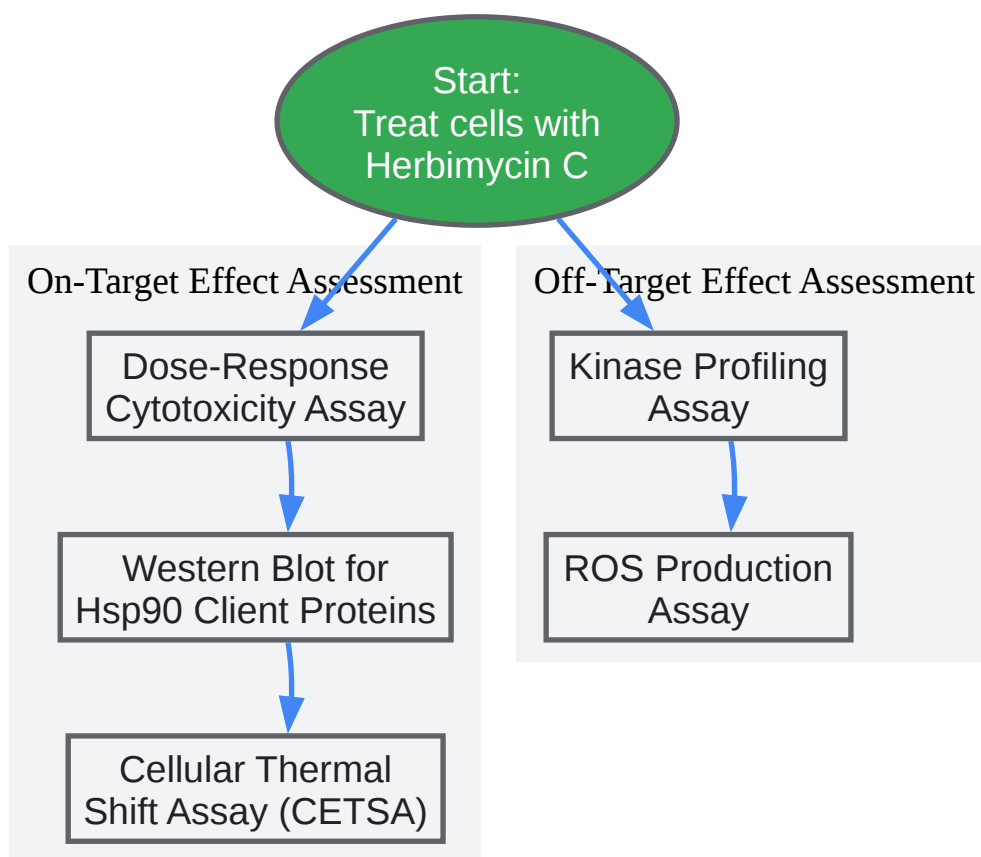 Start:
Treat cells with
Herbimycin C
On-Target Effect Assessment
Dose-Response
Cytotoxicity Assay
Western Blot for
Hsp90 Client Proteins
Cellular Thermal
Shift Assay (CETSA)
Off-Target Effect Assessment
Kinase Profiling
Assay
ROS Production
Assay